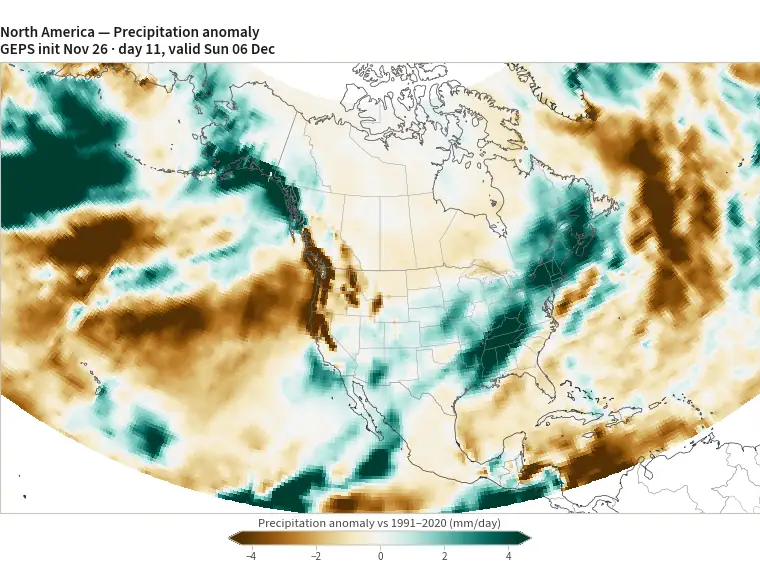 North America — Precipitation anomaly
GEPS init Nov 26 · day 11, valid Sun 06 Dec
Precipitation anomaly vs 1991–2020 (mm/day)
−4 −2 0 2 4